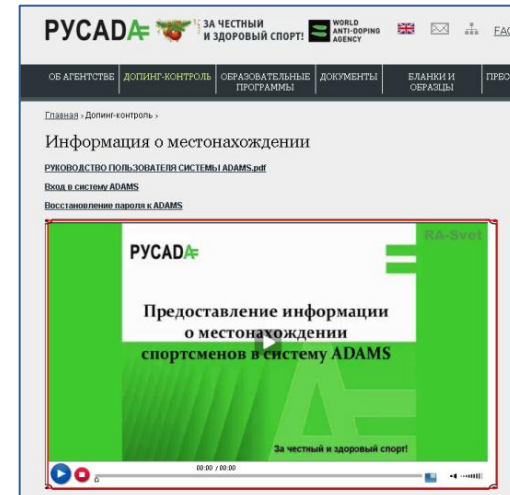 РУСАДА
ЗА ЧЕСТНЫЙ
И ЗДОРОВЫЙ СПОРТ!
WORLD
ANTI-DOPING
AGENCY
FAC
ОБ АГЕНТСТВЕ
ДОПИНГ-КОНТРОЛЬ
ОБРАЗОВАТЕЛЬНЫЕ
ПРОГРАММЫ
ДОКУМЕНТЫ
БЛАНКИ И
ОБРАЗЦЫ
ПРЕС
Главная › Допинг-контроль ›
Информация о местонахождении
РУКОВОДСТВО ПОЛЬЗОВАТЕЛЯ СИСТЕМЫ ADAMS.pdf
Вход в систему ADAMS
Восстановление пароля к ADAMS
RA-Svet
РУСАДА
Предоставление информации
о местонахождении
спортсменов в систему ADAMS
За честный и здоровый спорт!
00:00 / 00:00